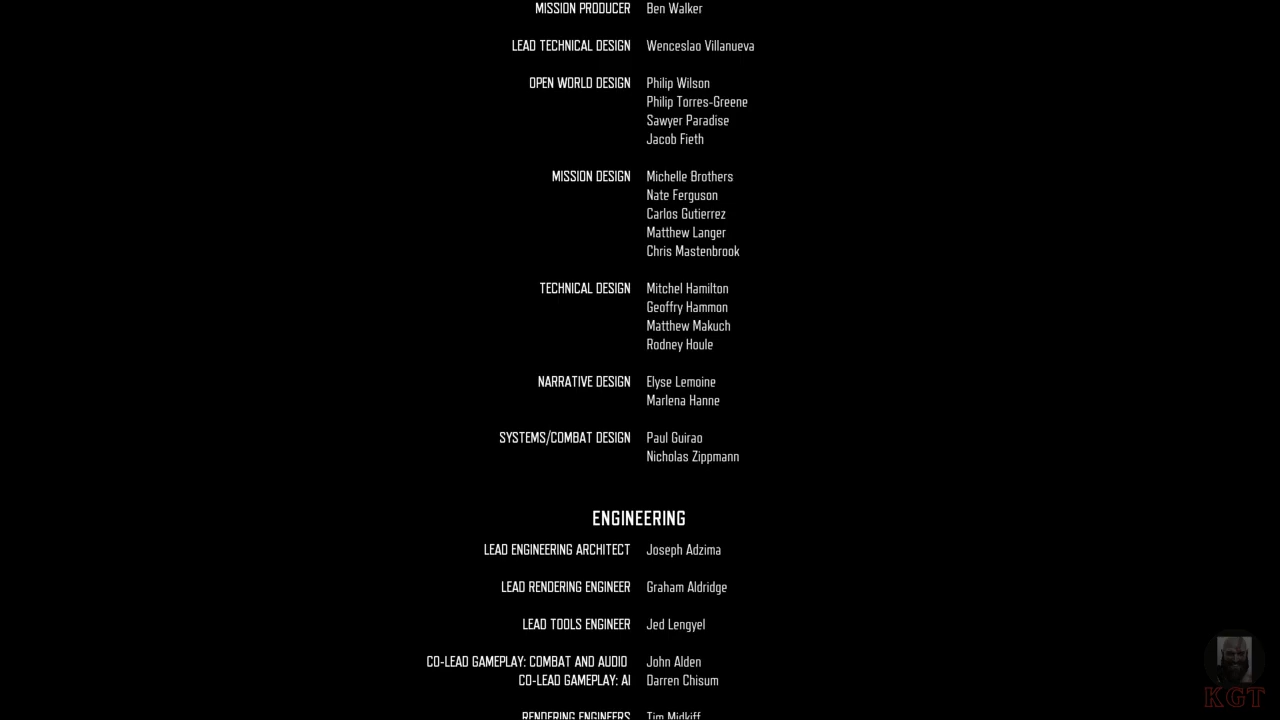 MISSION PRODUCER Ben Walker
LEAD TECHNICAL DESIGN Wenceslao Villanueva
OPEN WORLD DESIGN Philip Wilson
Philip Torres-Greene
Sawyer Paradise
Jacob Fieth
MISSION DESIGN Michelle Brothers
Nate Ferguson
Carlos Gutierrez
Matthew Langer
Chris Mastenbrook
TECHNICAL DESIGN Mitchel Hamilton
Geoffry Hammon
Matthew Makuch
Rodney Houle
NARRATIVE DESIGN Elyse Lemoine
Marlena Hanne
SYSTEMS/COMBAT DESIGN Paul Guirao
Nicholas Zippmann
ENGINEERING
LEAD ENGINEERING ARCHITECT Joseph Adzima
LEAD RENDERING ENGINEER Graham Aldridge
LEAD TOOLS ENGINEER Jed Lengyel
CO-LEAD GAMEPLAY: COMBAT AND AUDIO John Alden
CO-LEAD GAMEPLAY: AI Darren Chisum
RENDERING ENGINEERS Tim Midkiff
KGT